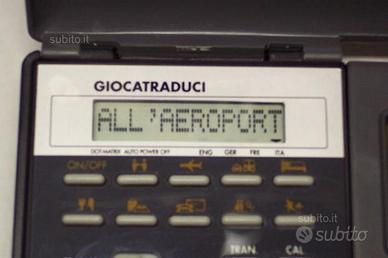 subito.it
GIOCATRADUCI
ALL'AEROPORT
DOT-MATRIX AUTO POWER OFF ENG GER FRE ITA
ON/OFF
subito.it
subito
TRAN. CAL.